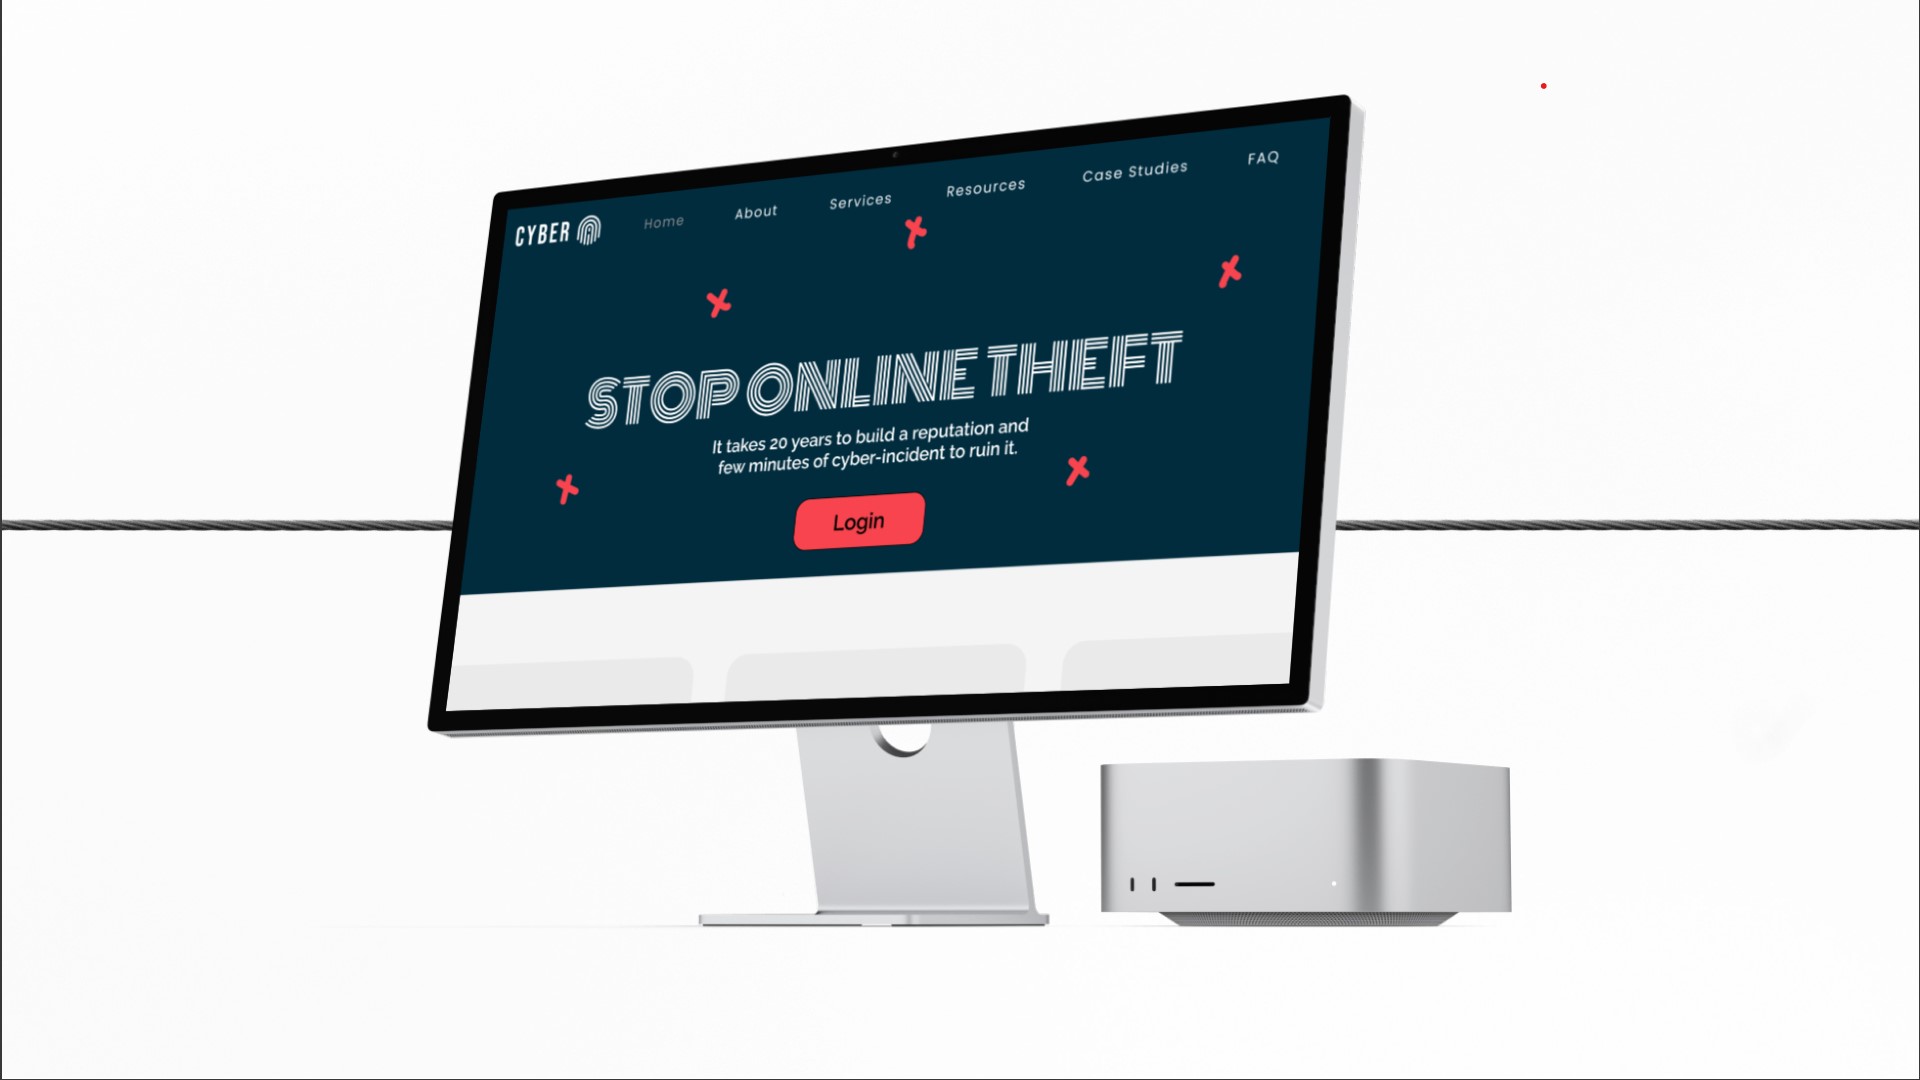 CYBER
Home
About
Services
Resources
Case Studies
FAQ
STOP ONLINE THEFT
It takes 20 years to build a reputation and
few minutes of cyber-incident to ruin it.
Login